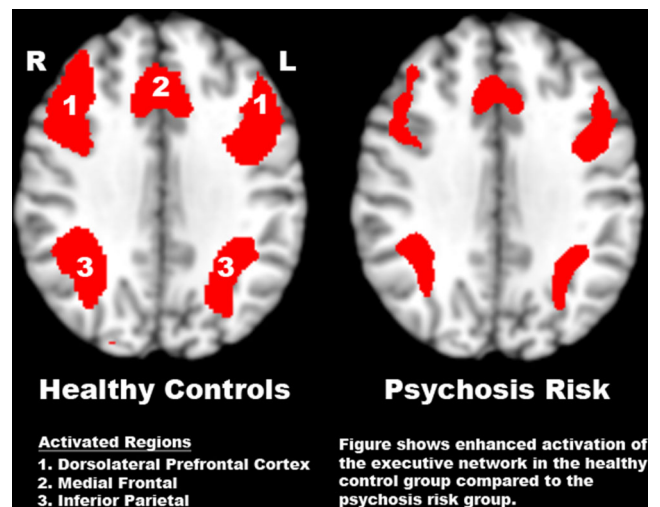 R
L
1
2
1
3
3
Healthy Controls
Psychosis Risk
Activated Regions
1. Dorsolateral Prefrontal Cortex
2. Medial Frontal
3. Inferior Parietal
Figure shows enhanced activation of
the executive network in the healthy
control group compared to the
psychosis risk group.